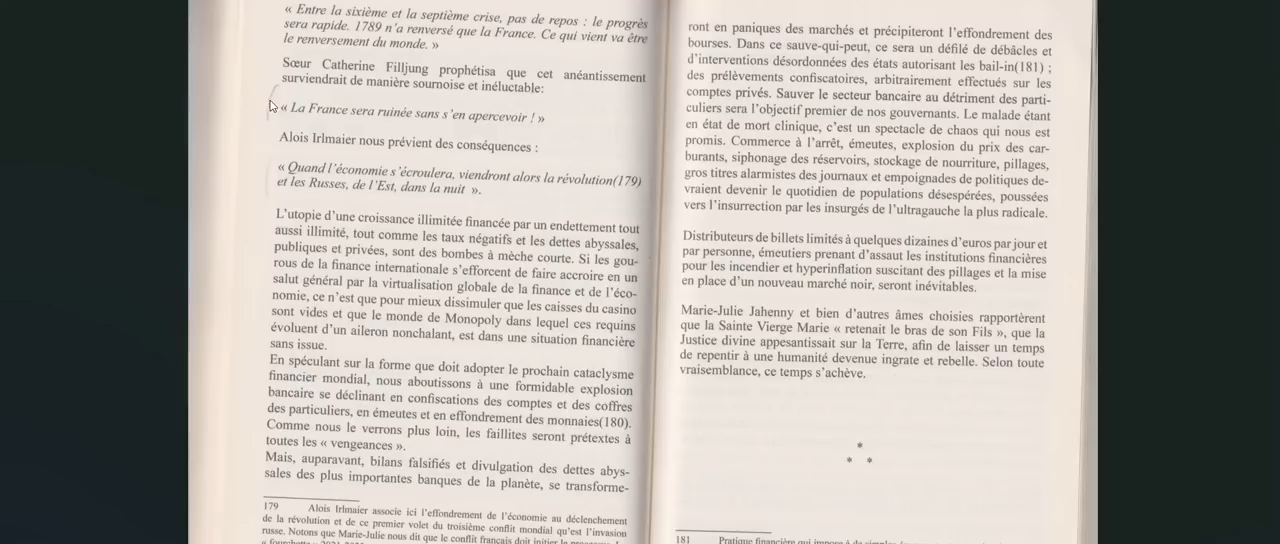 « Entre la sixième et la septième crise, pas de repos : le progrès
sera rapide. 1789 n'a renversé que la France. Ce qui vient va être
le renversement du monde. »
Sœur Catherine Filljung prophétisa que cet anéantissement
surviendrait de manière sournoise et inéluctable:
« La France sera ruinée sans s'en apercevoir ! »
Alois Irlmaier nous prévient des conséquences :
« Quand l'économie s'écroulera, viendront alors la révolution(179)
et les Russes, de l'Est, dans la nuit ».
L'utopie d'une croissance illimitée financée par un endettement tout
aussi illimité, tout comme les taux négatifs et les dettes abyssales,
publiques et privées, sont des bombes à mèche courte. Si les gou-
rous de la finance internationale s'efforcent de faire accroire en un
salut général par la virtualisation globale de la finance et de l'éco-
nomie, ce n'est que pour mieux dissimuler que les caisses du casino
sont vides et que le monde de Monopoly dans lequel ces requins
évoluent d'un aileron nonchalant, est dans une situation financière
sans issue.
En spéculant sur la forme que doit adopter le prochain cataclysme
financier mondial, nous aboutissons à une formidable explosion
bancaire se déclinant en confiscations des comptes et des coffres
des particuliers, en émeutes et en effondrement des monnaies(180).
Comme nous le verrons plus loin, les faillites seront prétextes à
toutes les « vengeances ».
Mais, auparavant, bilans falsifiés et divulgation des dettes abys-
sales des plus importantes banques de la planète, se transforme-
179 Alois Irlmaier associe ici l'effondrement de l'économie au déclenchement
de la révolution et de ce premier volet du troisième conflit mondial qu'est l'invasion
russe. Notons que Marie-Julie nous dit que le conflit français doit initier le
ront en paniques des marchés et précipiteront l'effondrement des
bourses. Dans ce sauve-qui-peut, ce sera un défilé de débâcles et
d'interventions désordonnées des états autorisant les bail-in(181) ;
des prélèvements confiscatoires, arbitrairement effectués sur les
comptes privés. Sauver le secteur bancaire au détriment des parti-
culiers sera l'objectif premier de nos gouvernants. Le malade étant
en état de mort clinique, c'est un spectacle de chaos qui nous est
promis. Commerce à l'arrêt, émeutes, explosion du prix des car-
burants, siphonage des réservoirs, stockage de nourriture, pillages,
gros titres alarmistes des journaux et empoignades de politiques de-
vraient devenir le quotidien de populations désespérées, poussées
vers l'insurrection par les insurgés de l'ultragauche la plus radicale.
Distributeurs de billets limités à quelques dizaines d'euros par jour et
par personne, émeutiers prenant d'assaut les institutions financières
pour les incendier et hyperinflation suscitant des pillages et la mise
en place d'un nouveau marché noir, seront inévitables.
Marie-Julie Jahenny et bien d'autres âmes choisies rapportèrent
que la Sainte Vierge Marie « retenait le bras de son Fils », que la
Justice divine appesantissait sur la Terre, afin de laisser un temps
de repentir à une humanité devenue ingrate et rebelle. Selon toute
vraisemblance, ce temps s'achève.
*
* *
181 Pratique financière qui impose à de simples